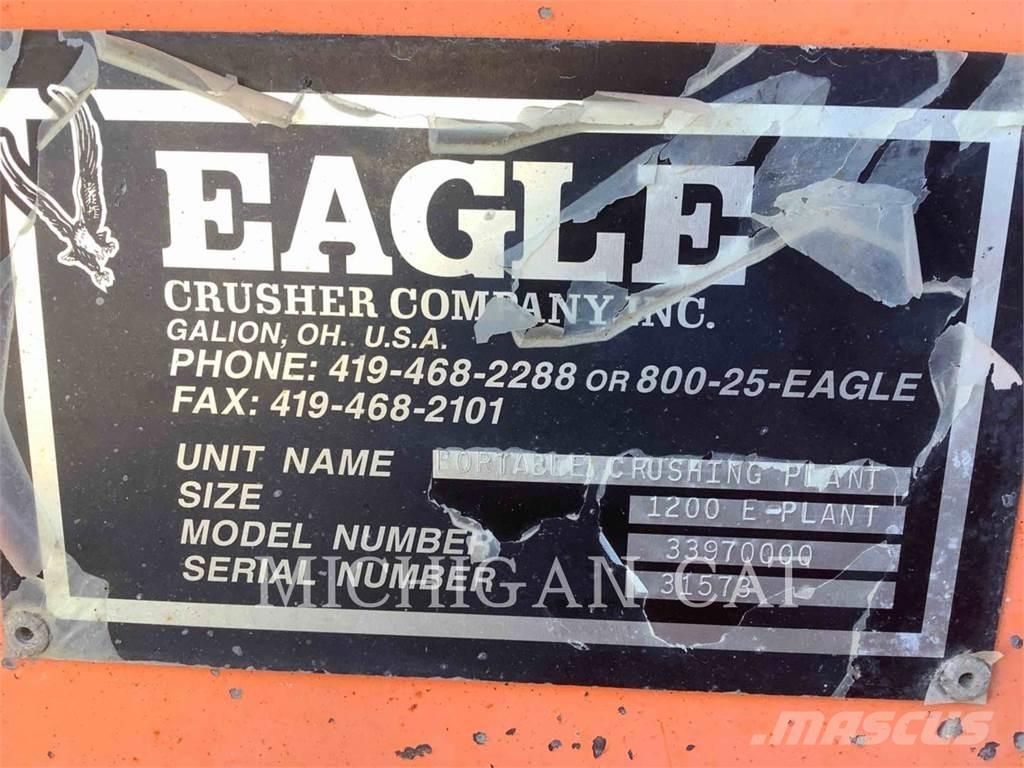 EAGLE
CRUSHER COMPANY, INC.
GALION, OH.. U.S.A.
PHONE: 419-468-2288 OR 800-25-EAGLE
FAX: 419-468-2101
UNIT NAME PORTABLE CRUSHING PLANT
SIZE 1200 E-PLANT
MODEL NUMBER 33970000
SERIAL NUMBER 31573
MICHIGAN CAT
MASCUS